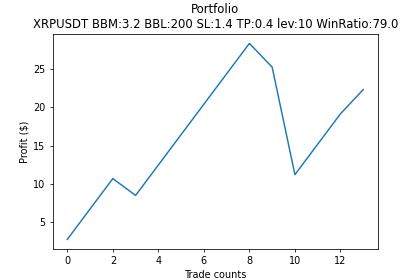 Portfolio
XRPUSDT BBM:3.2 BBL:200 SL:1.4 TP:0.4 lev:10 WinRatio:79.0
Profit ($)
25
20
15
10
5
0 2 4 6 8 10 12
Trade counts